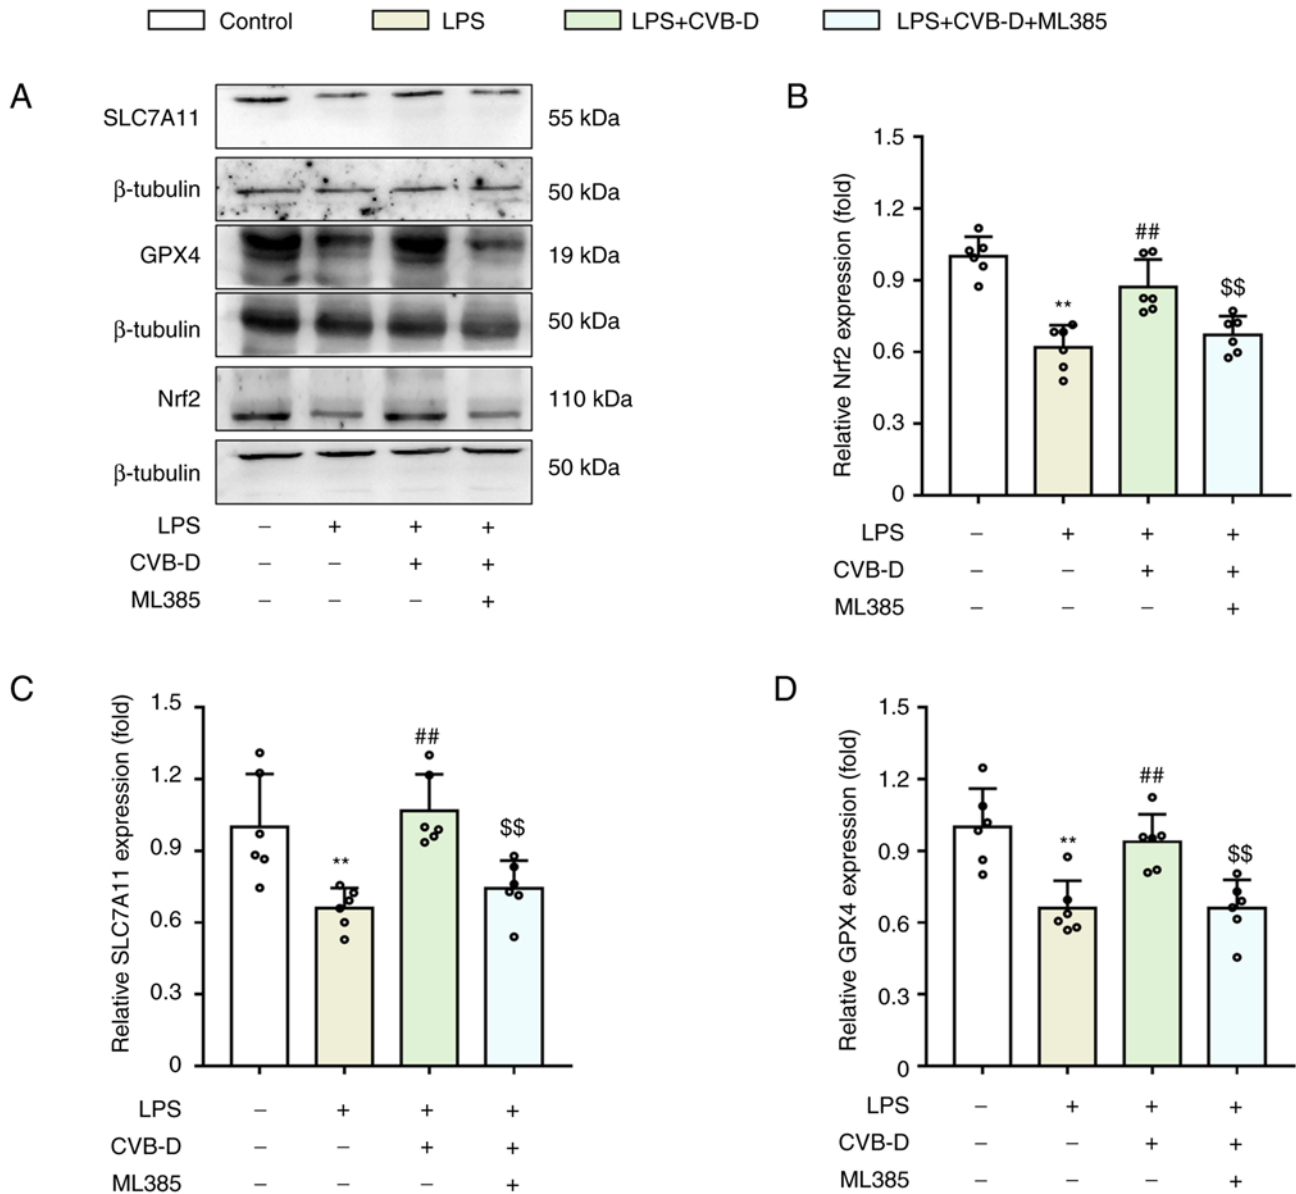 Control LPS LPS+CVB-D LPS+CVB-D+ML385
A
SLC7A11 55 kDa
β-tubulin 50 kDa
GPX4 19 kDa
β-tubulin 50 kDa
Nrf2 110 kDa
β-tubulin 50 kDa
LPS – + + +
CVB-D – – + +
ML385 – – – +
B
Relative Nrf2 expression (fold)
1.5
1.2
0.9
0.6
0.3
0
** ## $$
LPS – + + +
CVB-D – – + +
ML385 – – – +
C
Relative SLC7A11 expression (fold)
1.5
1.2
0.9
0.6
0.3
0
** ## $$
LPS – + + +
CVB-D – – + +
ML385 – – – +
D
Relative GPX4 expression (fold)
1.5
1.2
0.9
0.6
0.3
0
** ## $$
LPS – + + +
CVB-D – – + +
ML385 – – – +